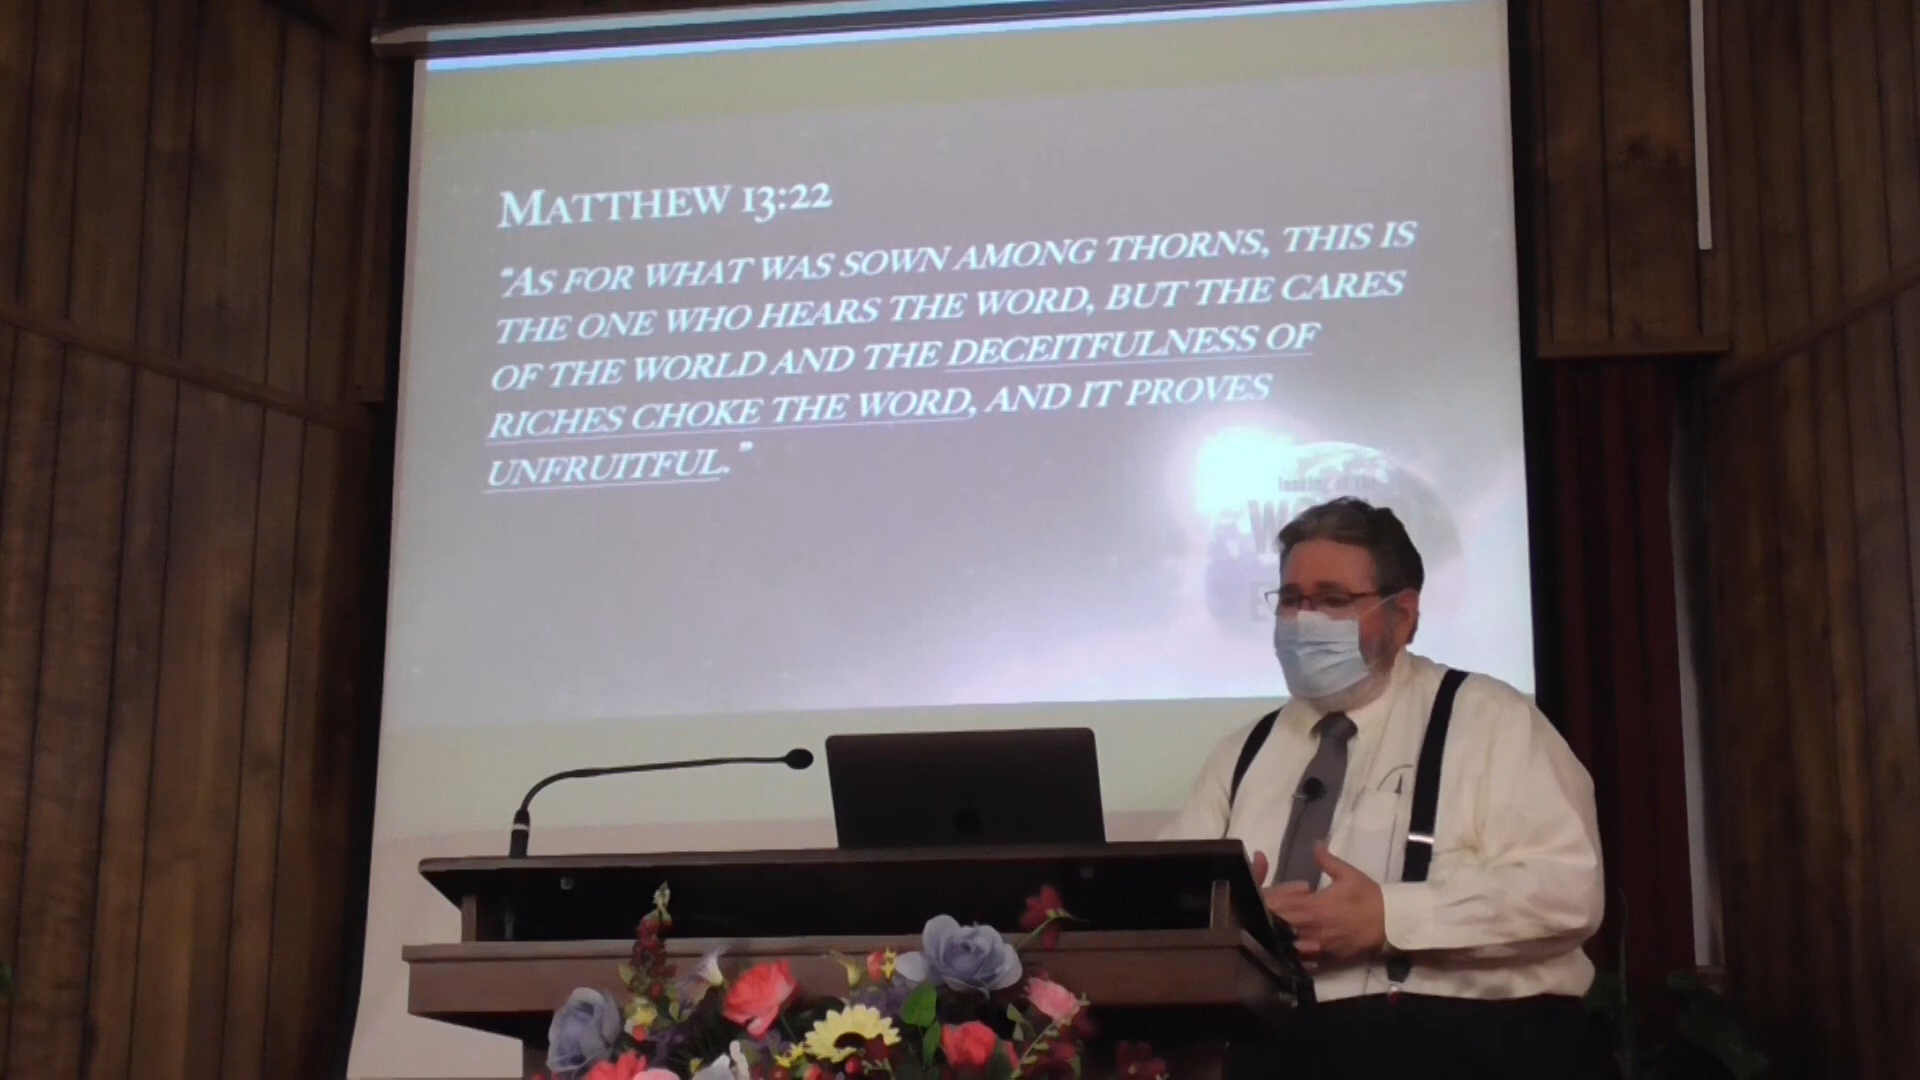 MATTHEW 13:22
"AS FOR WHAT WAS SOWN AMONG THORNS, THIS IS
THE ONE WHO HEARS THE WORD, BUT THE CARES
OF THE WORLD AND THE DECEITFULNESS OF
RICHES CHOKE THE WORD, AND IT PROVES
UNFRUITFUL."